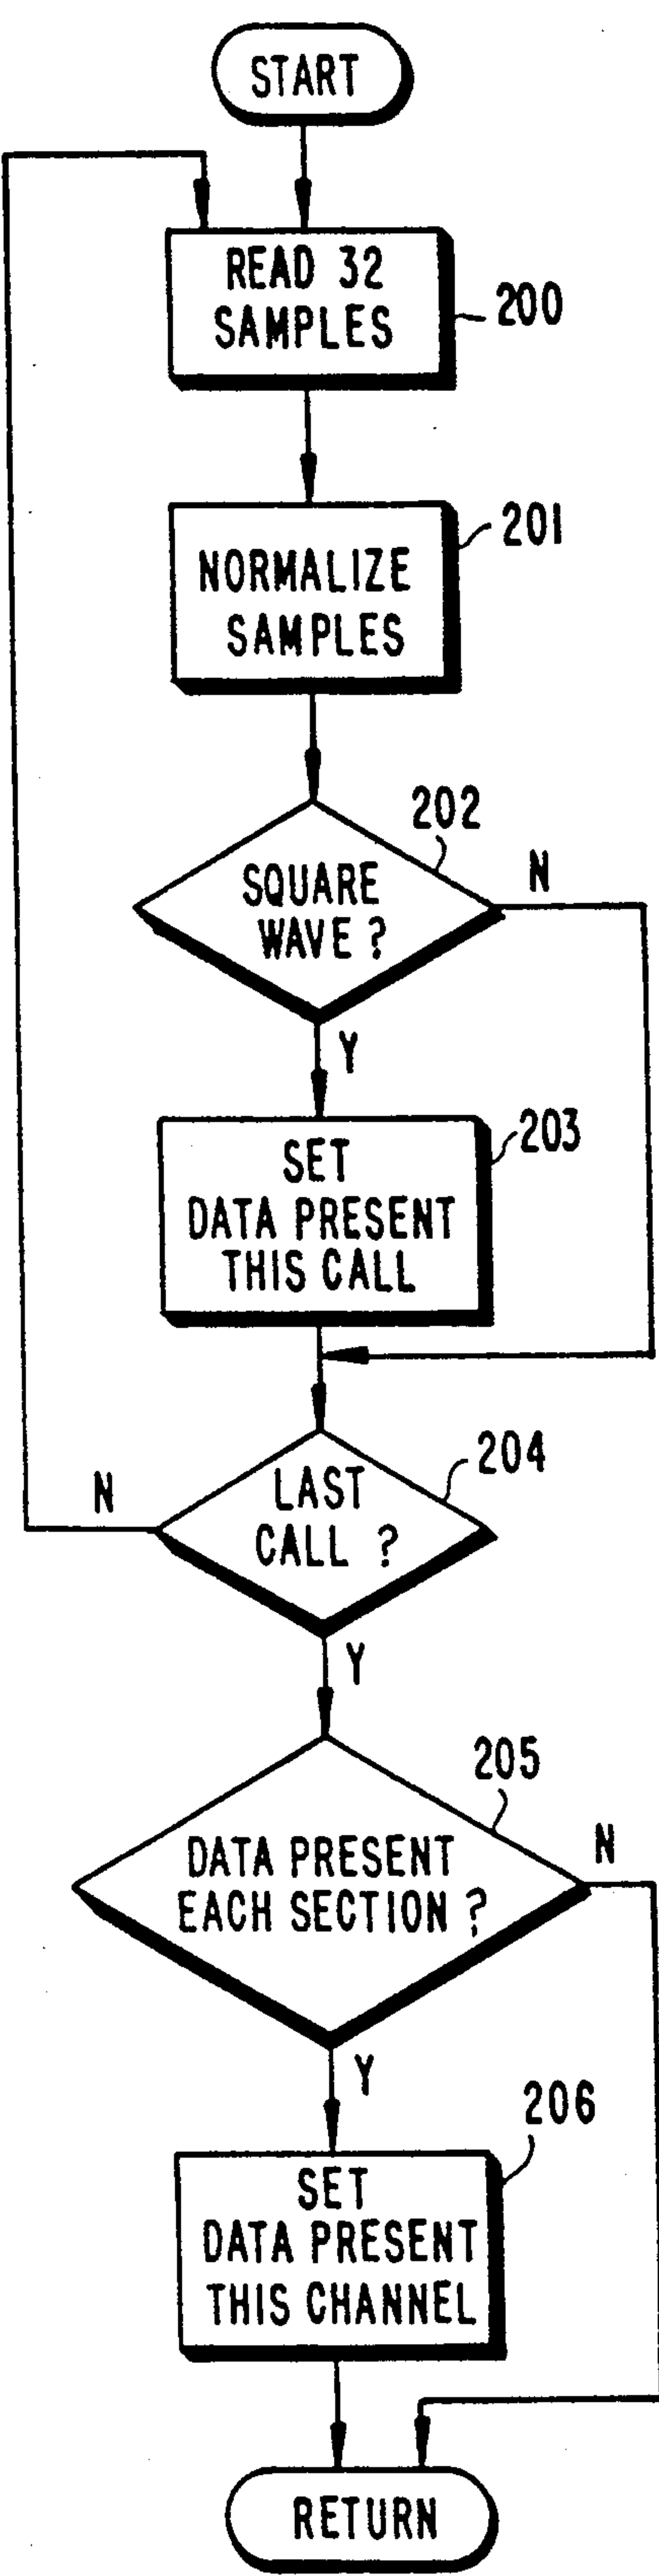 START
READ 32
SAMPLES
200
201
NORMALIZE
SAMPLES
202
SQUARE
WAVE ?
N
Y
203
SET
DATA PRESENT
THIS CALL
204
LAST
CALL ?
N
Y
205
DATA PRESENT
EACH SECTION ?
N
Y
206
SET
DATA PRESENT
THIS CHANNEL
RETURN